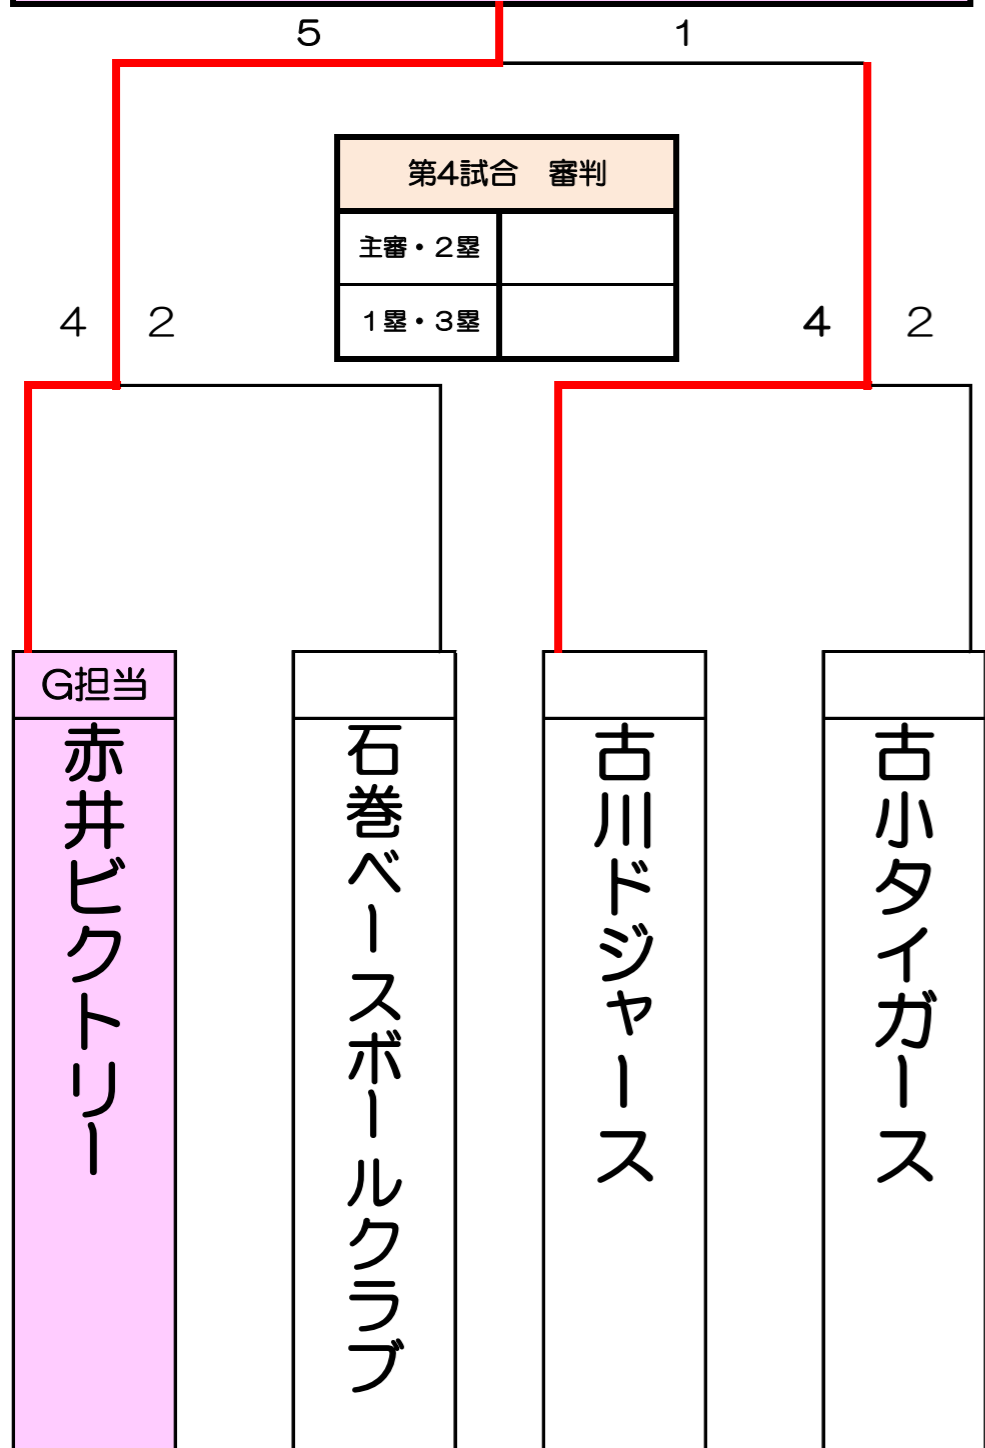 5 1
第4試合 審判
主審・2塁
1塁・3塁
4 2
4 2
G担当
赤井ビクトリー
石巻ベースボールクラブ
古川ドジャース
古小タイガース